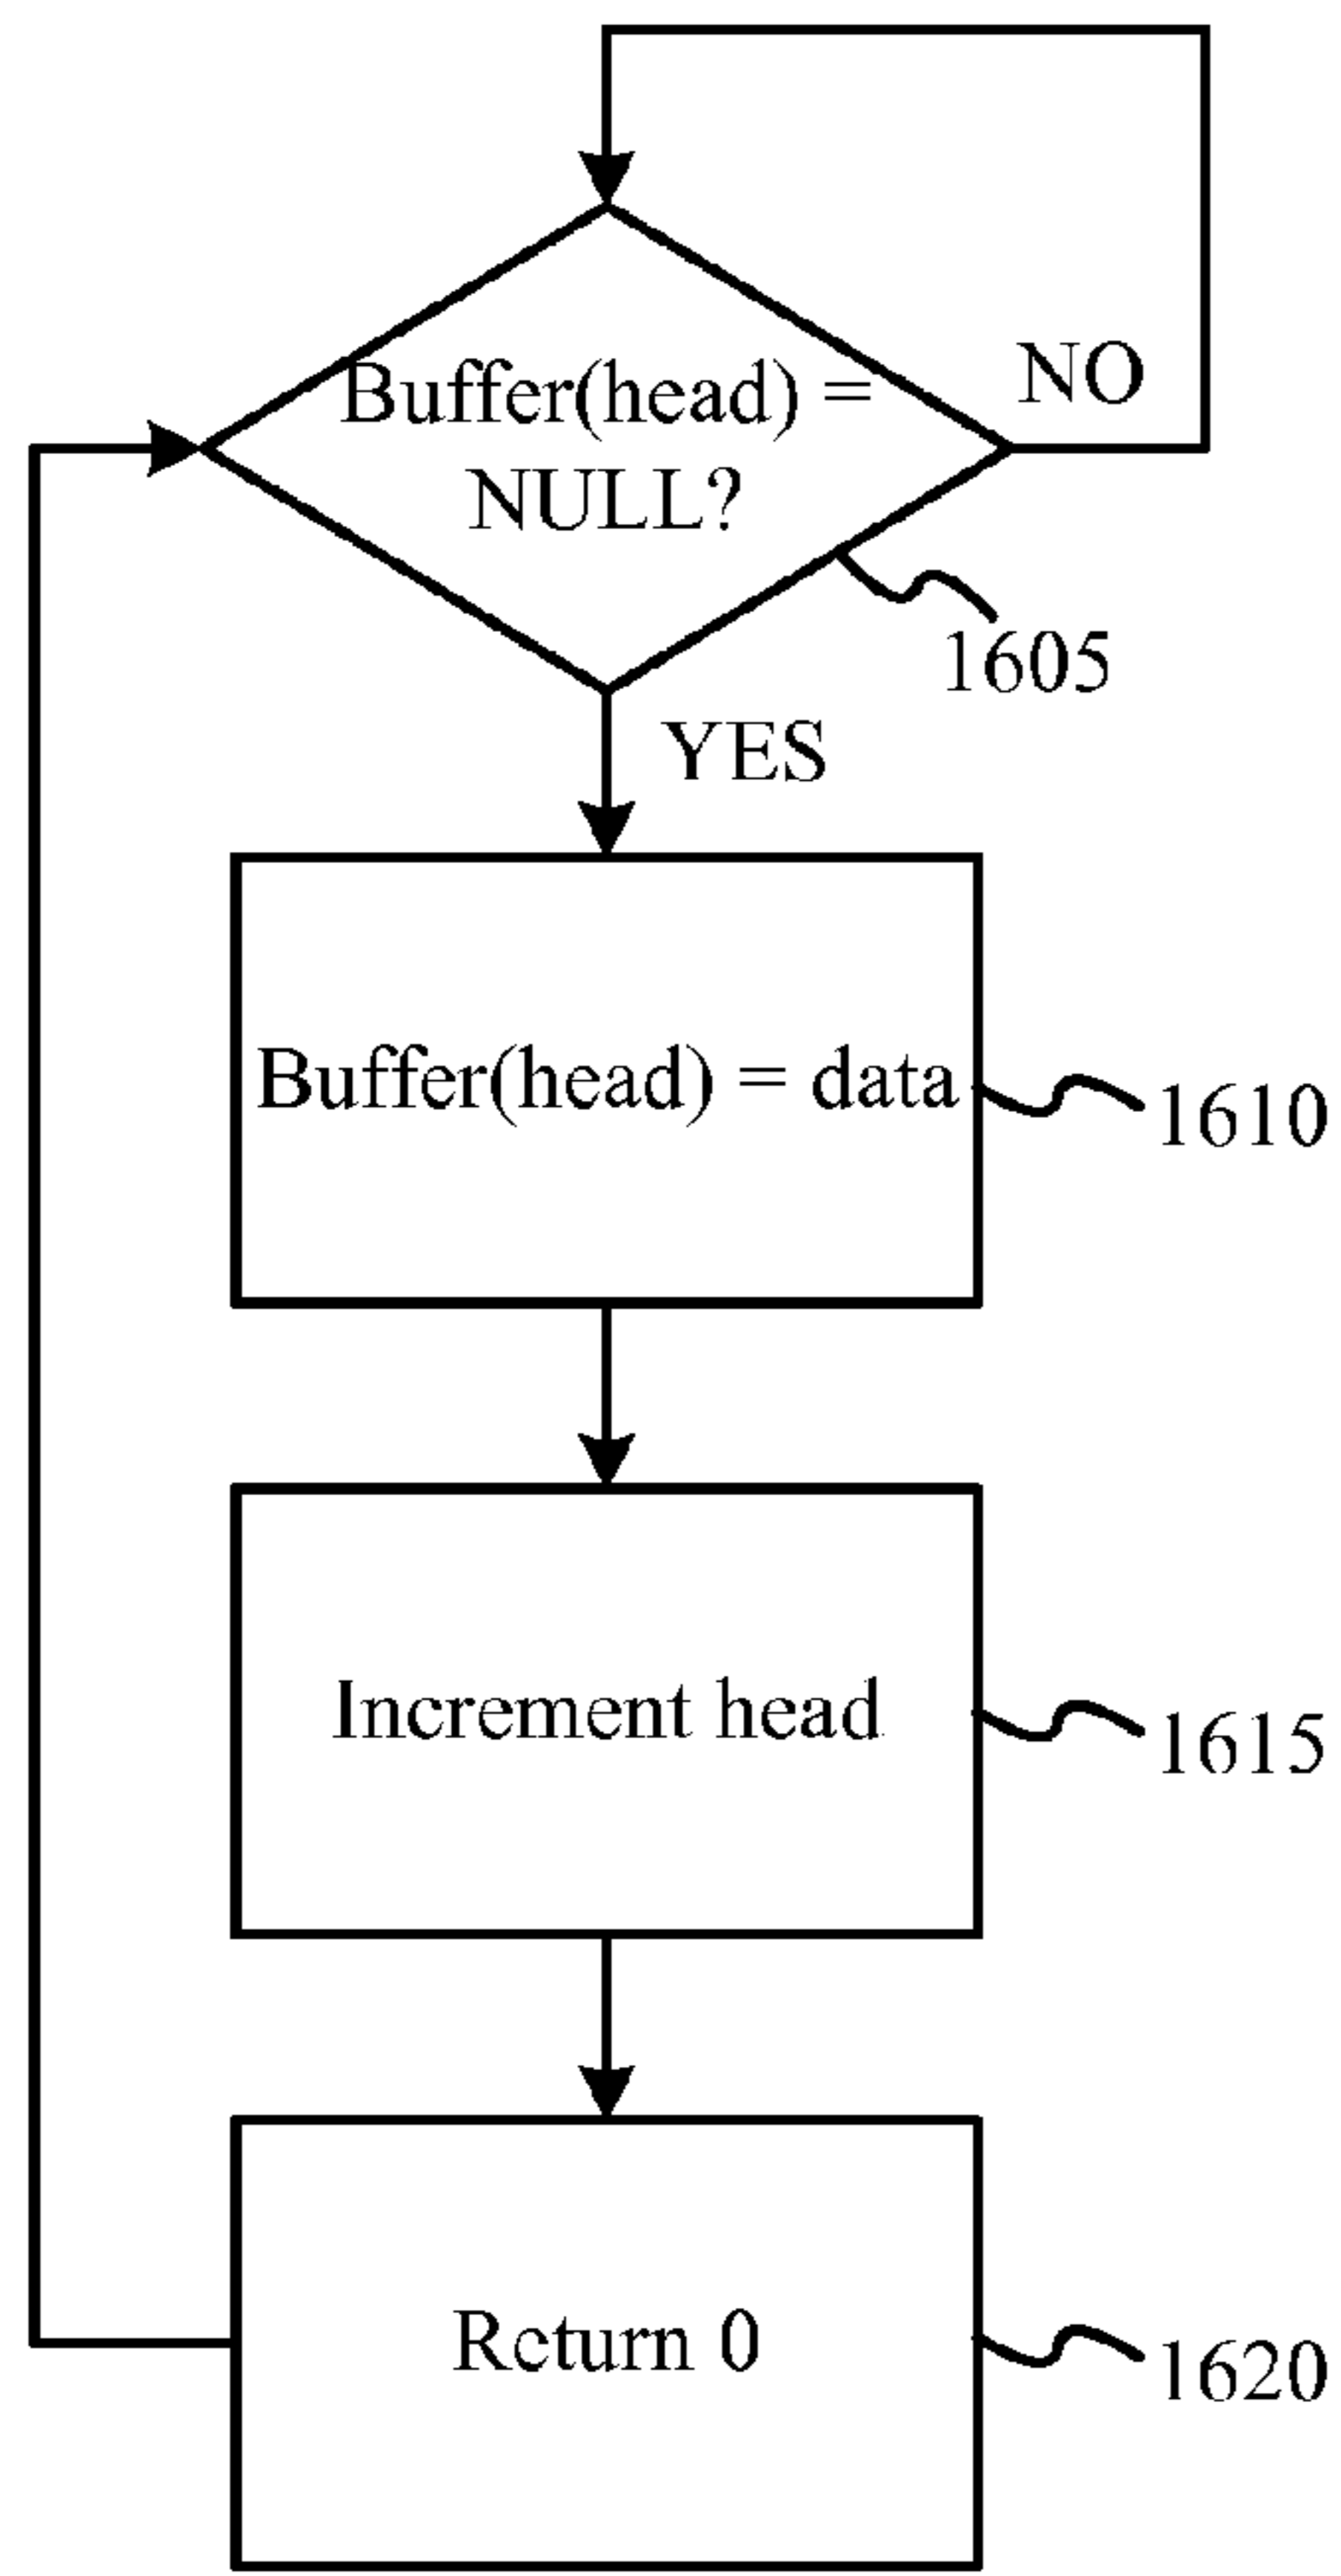 Buffer(head) =
NULL?
NO
1605
YES
Buffer(head) = data
1610
Increment head
1615
Return 0
1620